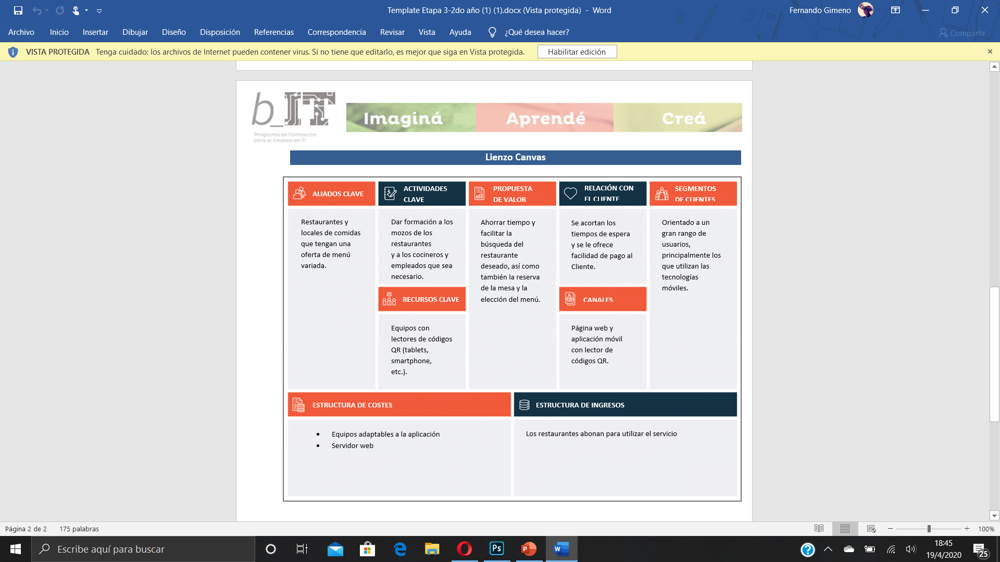 Template Etapa 3-2do año (1) (1).docx (Vista protegida) - Word
Fernando Gimeno
Archivo
Inicio
Insertar
Dibujar
Diseño
Disposición
Referencias
Correspondencia
Revisar
Vista
Ayuda
¿Qué desea hacer?
Compartir
VISTA PROTEGIDA
Tenga cuidado: los archivos de Internet pueden contener virus. Si no tiene que editarlo, es mejor que siga en Vista protegida.
Habilitar edición
b_IT
Programa de Formación
para el Empleo en TI
Imaginá
Aprendé
Creá
Lienzo Canvas
ALIADOS CLAVE
Restaurantes y
locales de comidas
que tengan una
oferta de menú
variada.
ACTIVIDADES
CLAVE
Dar formación a los
mozos de los
restaurantes
y a los cocineros y
empleados que sea
necesario.
RECURSOS CLAVE
Equipos con
lectores de códigos
QR (tablets,
smartphone,
etc.).
PROPUESTA
DE VALOR
Ahorrar tiempo y
facilitar la
búsqueda del
restaurante
deseado, así como
también la reserva
de la mesa y la
elección del menú.
RELACIÓN CON
EL CLIENTE
Se acortan los
tiempos de espera
y se le ofrece
facilidad de pago al
Cliente.
CANALES
Página web y
aplicación móvil
con lector de
códigos QR.
SEGMENTOS
DE CLIENTES
Orientado a un
gran rango de
usuarios,
principalmente los
que utilizan las
tecnologías
móviles.
ESTRUCTURA DE COSTES
• Equipos adaptables a la aplicación
• Servidor web
ESTRUCTURA DE INGRESOS
Los restaurantes abonan para utilizar el servicio
Página 2 de 2
175 palabras
100%
Escribe aquí para buscar
Ps
18:45
19/4/2020
25